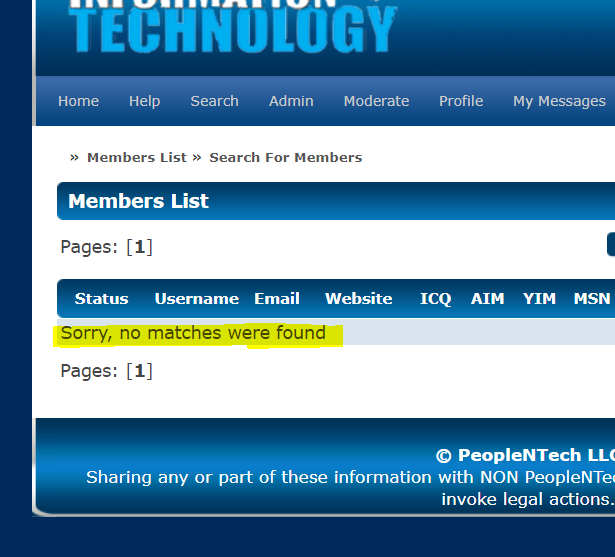 INFORMATION
TECHNOLOGY
Home Help Search Admin Moderate Profile My Messages
» Members List » Search For Members
Members List
Pages: [1]
Status Username Email Website ICQ AIM YIM MSN
Sorry, no matches were found
Pages: [1]
© PeopleNTech LLC
Sharing any or part of these information with NON PeopleNTec
invoke legal actions.